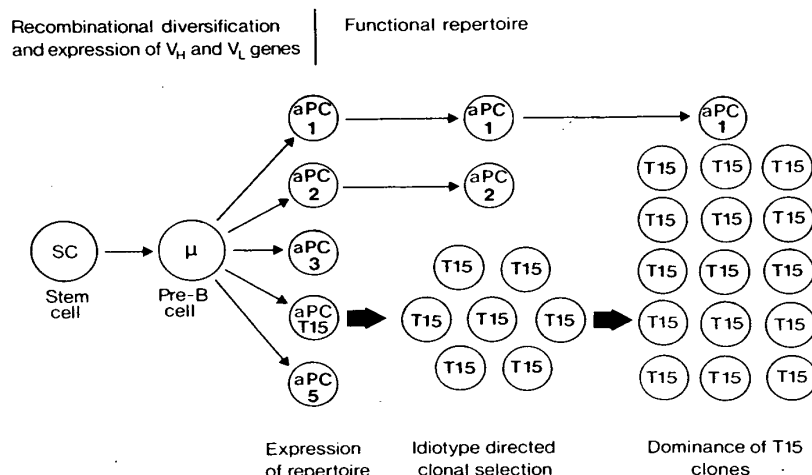 Recombinational diversification
and expression of VH and VL genes
Functional repertoire
aPC
1
aPC
1
aPC
1
aPC
2
aPC
2
T15 T15 T15
T15 T15 T15
SC
μ
aPC
3
T15 T15
T15 T15 T15
Stem
cell
Pre-B
cell
aPC
T15
T15 T15 T15
T15 T15 T15
T15 T15
aPC
5
T15 T15 T15
Expression
of repertoire
Idiotype directed
clonal selection
Dominance of T15
clones